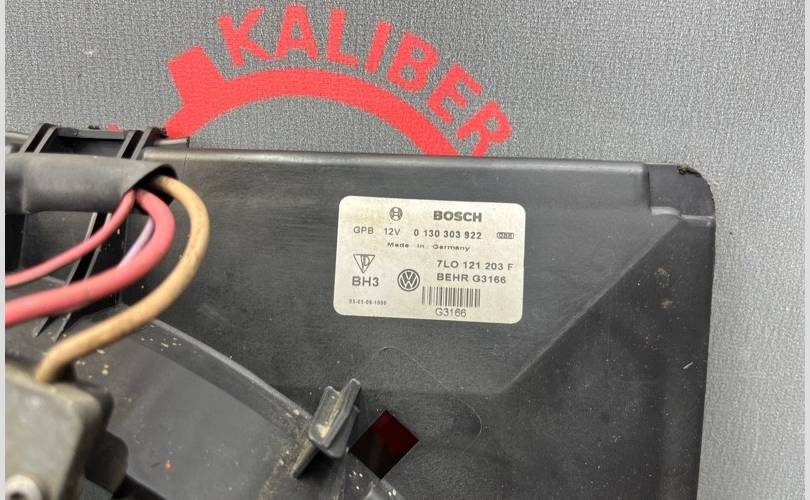 KALIBER
BOSCH
GPB 12V 0 130 303 922
Made in Germany
7L0 121 203 F
BH3
BEHR G3166
G3166